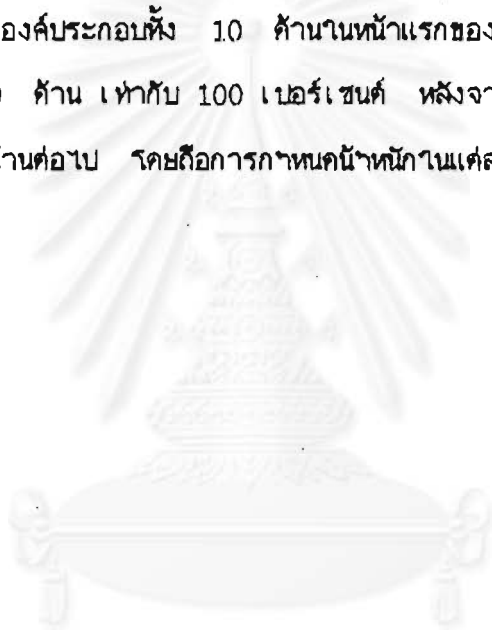 องค์ประกอบทั้ง 10 ด้านในหน้าแรกของ
ด้าน เท่ากับ 100 เปอร์เซนต์ หลังจา
้านต่อไป โดยถือการกำหนดน้ำหนักในแต่ล